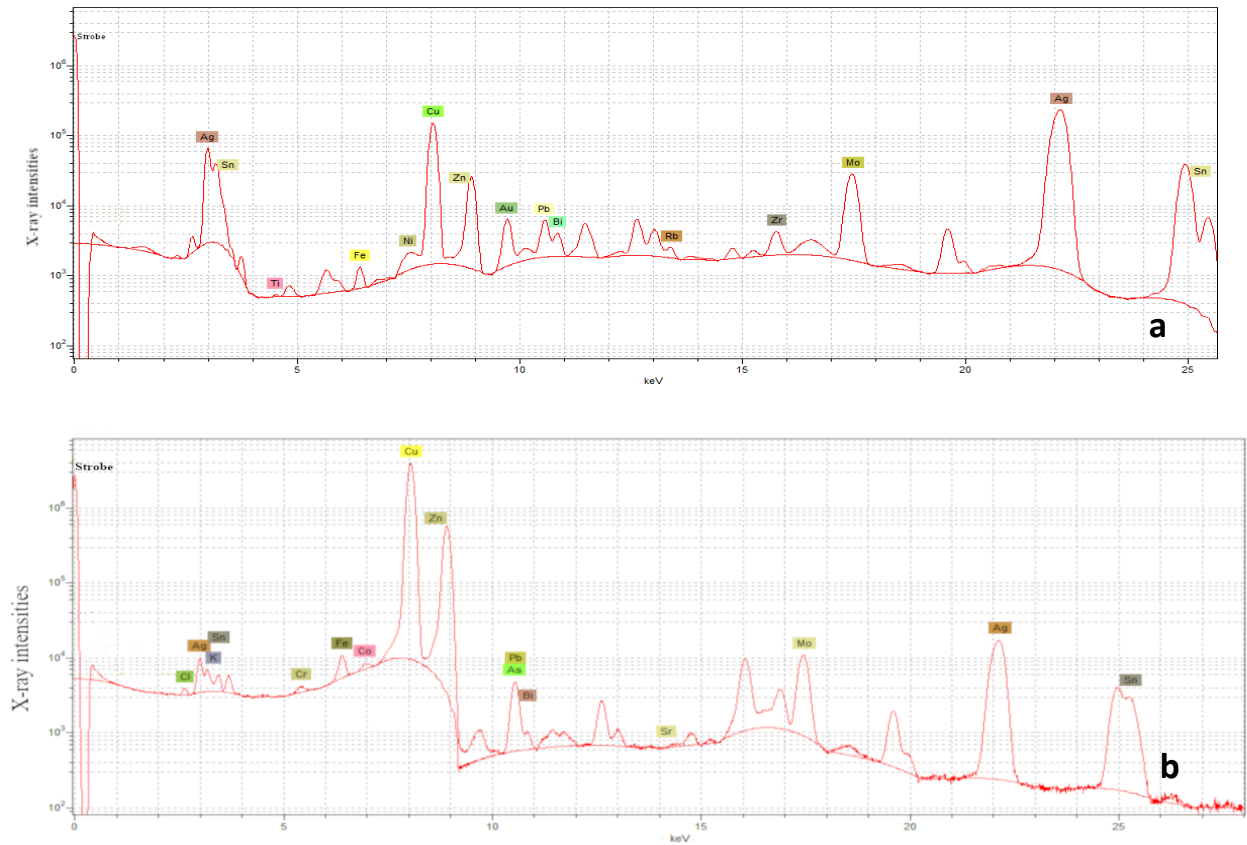 Strobe
10^6
10^5
10^4
10^3
10^2
X-ray intensities
Ag
Sn
Ti
Fe
Ni
Cu
Zn
Au
Pb
Bi
Rb
Zr
Mo
Ag
Sn
a
0 5 10 15 20 25
keV
Strobe
10^6
10^5
10^4
10^3
10^2
X-ray intensities
Cl
Ag
Sn
K
Cr
Fe
Co
Cu
Zn
Pb
As
Bi
Sr
Mo
Ag
Sn
b
0 5 10 15 20 25
keV